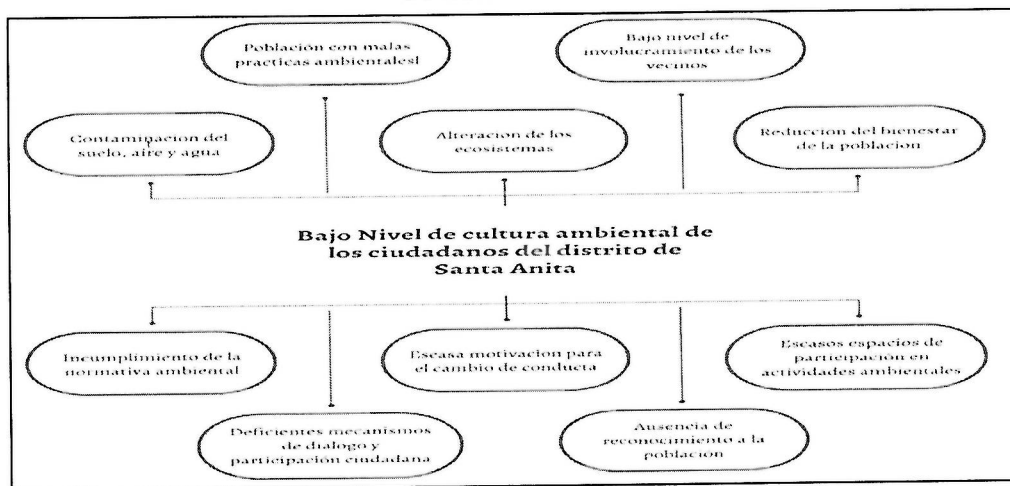 Población con malas
practicas ambientalesl
Bajo nivel de
involucramiento de los
vecinos
Contaminacion del
suelo, aire y agua
Alteracion de los
ecosistemas
Reduccion del bienestar
de la poblacion
Bajo Nivel de cultura ambiental de
los ciudadanos del distrito de
Santa Anita
Incumplimiento de la
normativa ambiental
Escasa motivacion para
el cambio de conducta
Escasos espacios de
participación en
actividades ambientales
Deficientes mecanismos
de dialogo y
participación ciudadana
Ausencia de
reconocimiento a la
población